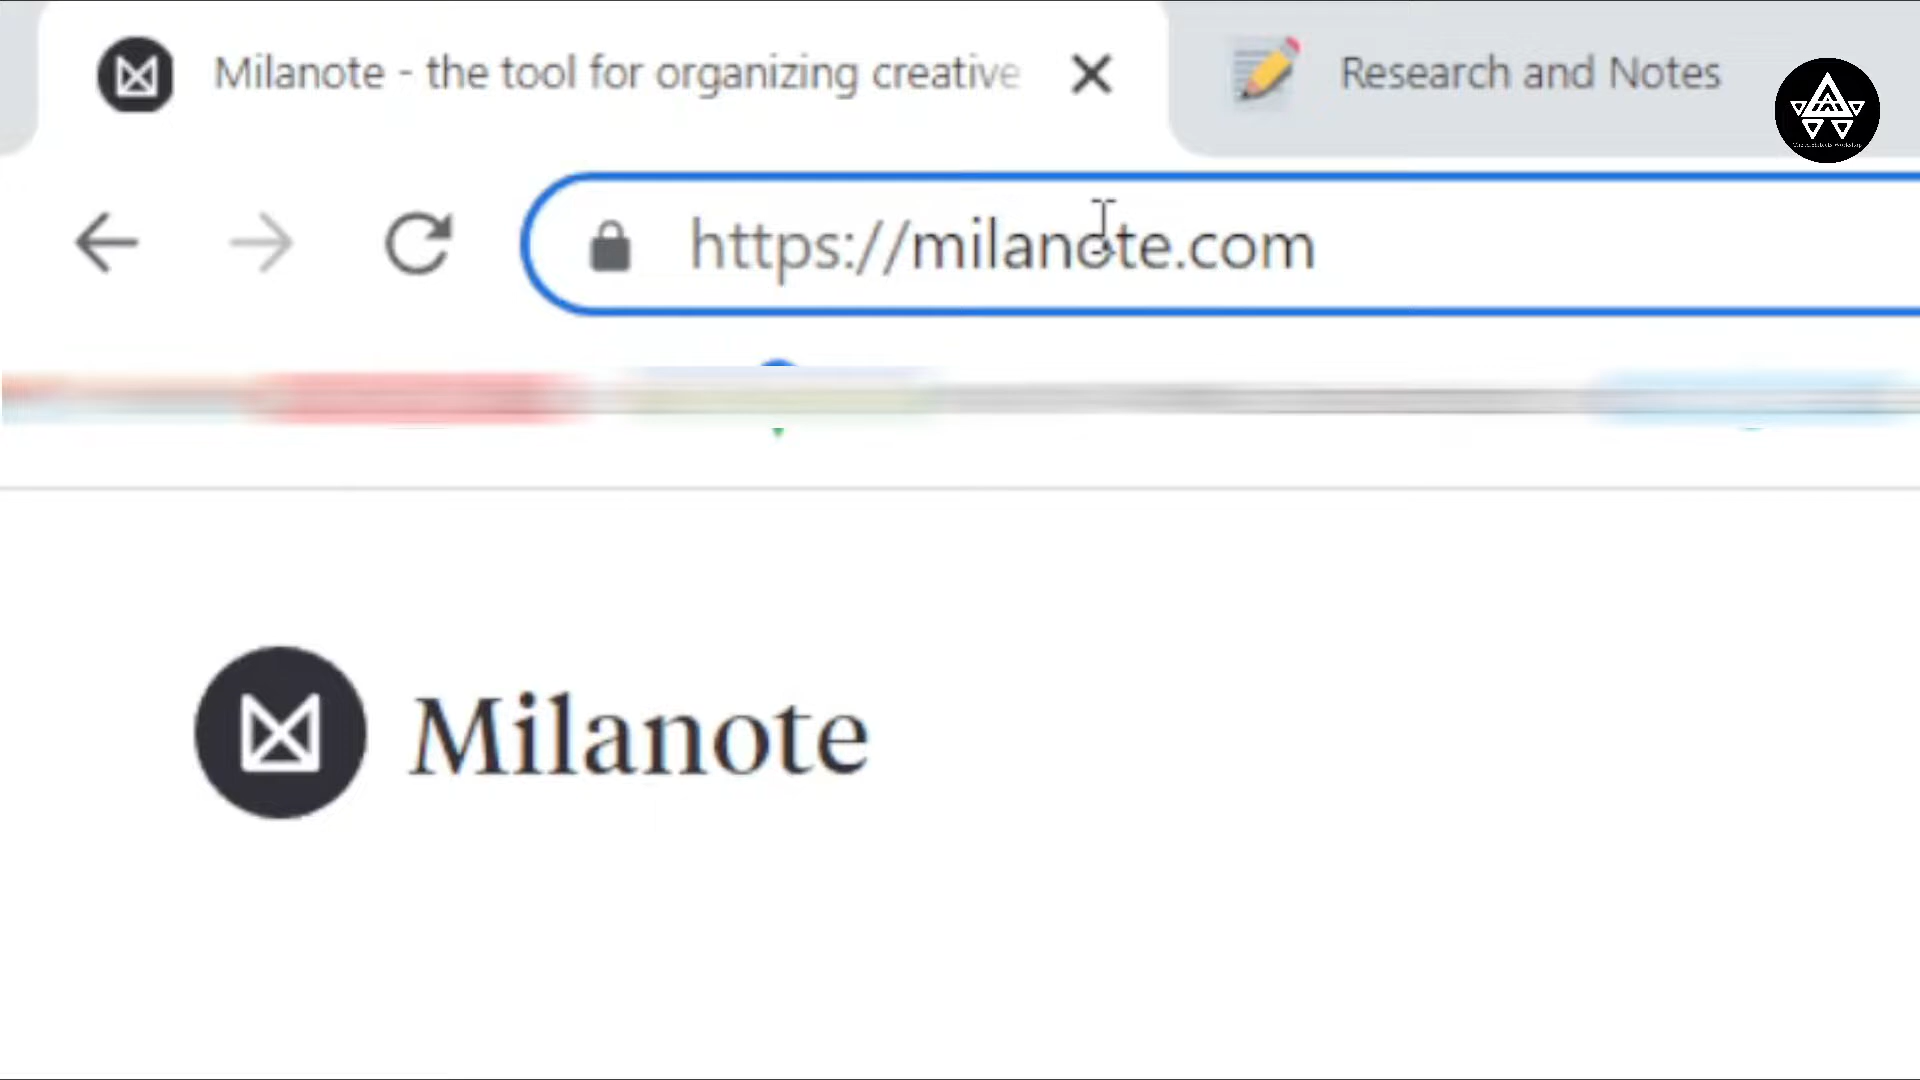 Milanote - the tool for organizing creative
Research and Notes
https://milanote.com
Milanote